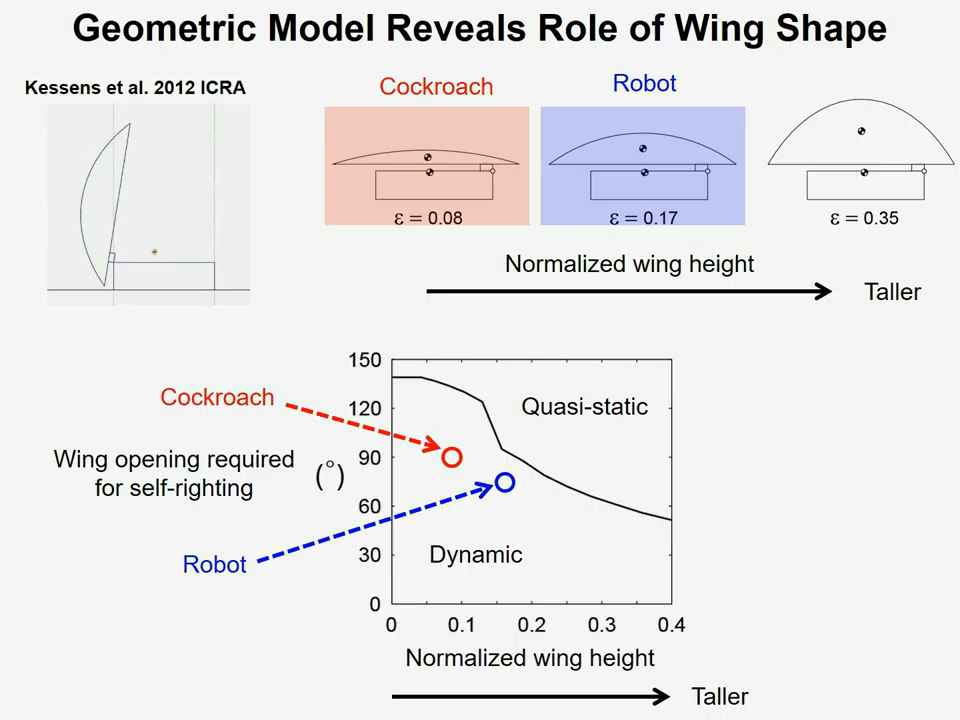 Geometric Model Reveals Role of Wing Shape
Kessens et al. 2012 ICRA
Cockroach
Robot
ε = 0.08
ε = 0.17
ε = 0.35
Normalized wing height
Taller
Cockroach
Wing opening required
for self-righting
(°)
Robot
150
120
90
60
30
0
Quasi-static
Dynamic
0 0.1 0.2 0.3 0.4
Normalized wing height
Taller